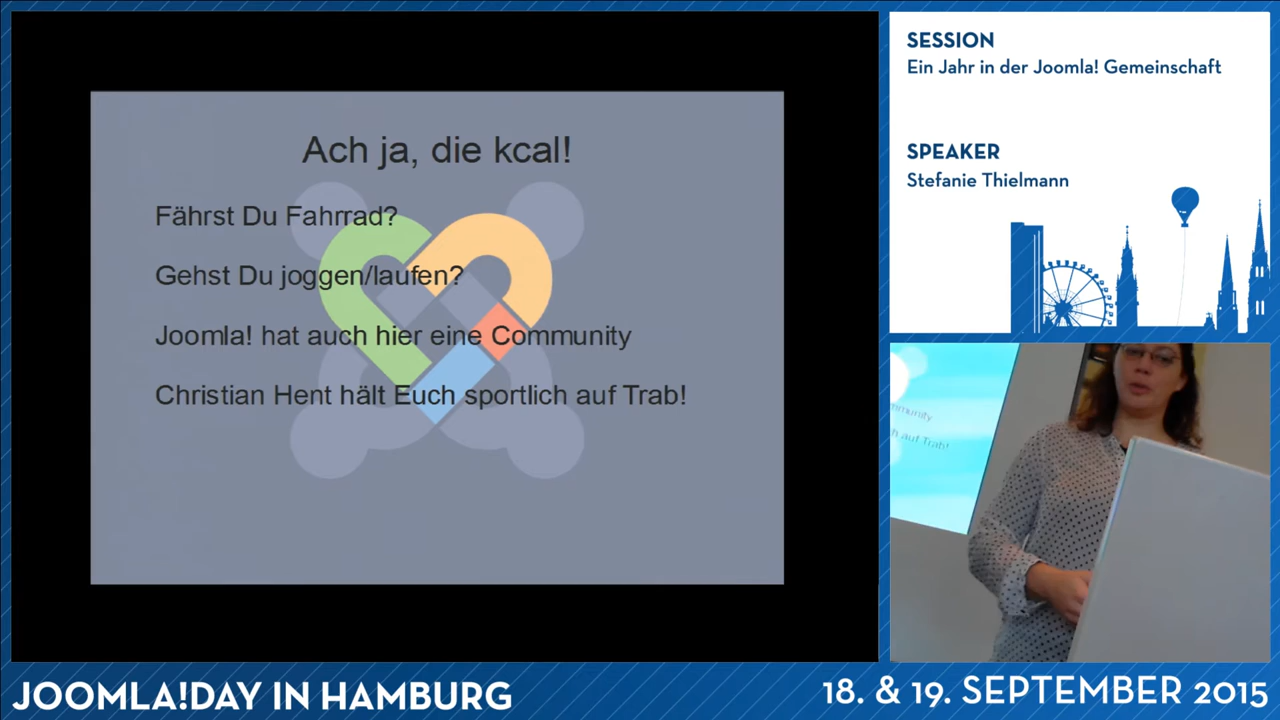 Ach ja, die kcal!
Fährst Du Fahrrad?
Gehst Du joggen/laufen?
Joomla! hat auch hier eine Community
Christian Hent hält Euch sportlich auf Trab!
SESSION
Ein Jahr in der Joomla! Gemeinschaft
SPEAKER
Stefanie Thielmann
auf Trab!
JOOMLA!DAY IN HAMBURG
18. & 19. SEPTEMBER 2015